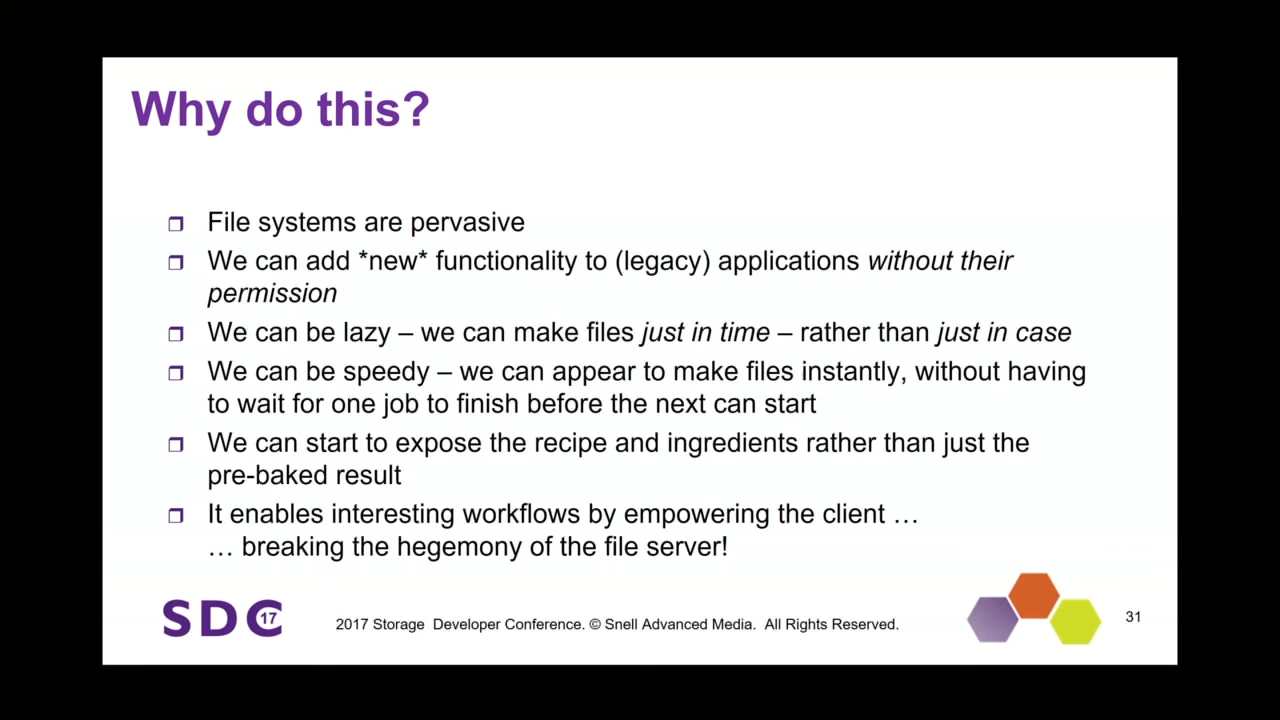 Why do this?
File systems are pervasive
We can add *new* functionality to (legacy) applications without their
permission
We can be lazy – we can make files just in time – rather than just in case
We can be speedy – we can appear to make files instantly, without having
to wait for one job to finish before the next can start
We can start to expose the recipe and ingredients rather than just the
pre-baked result
It enables interesting workflows by empowering the client …
… breaking the hegemony of the file server!
SDC 17
2017 Storage Developer Conference. © Snell Advanced Media. All Rights Reserved.
31